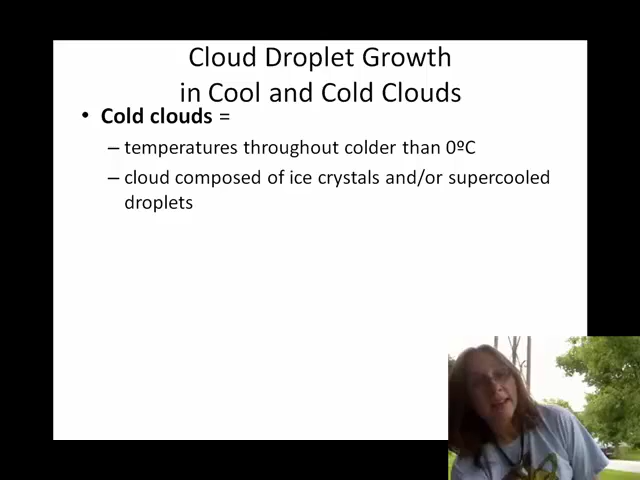 Cloud Droplet Growth
in Cool and Cold Clouds
• Cold clouds =
– temperatures throughout colder than 0ºC
– cloud composed of ice crystals and/or supercooled
droplets